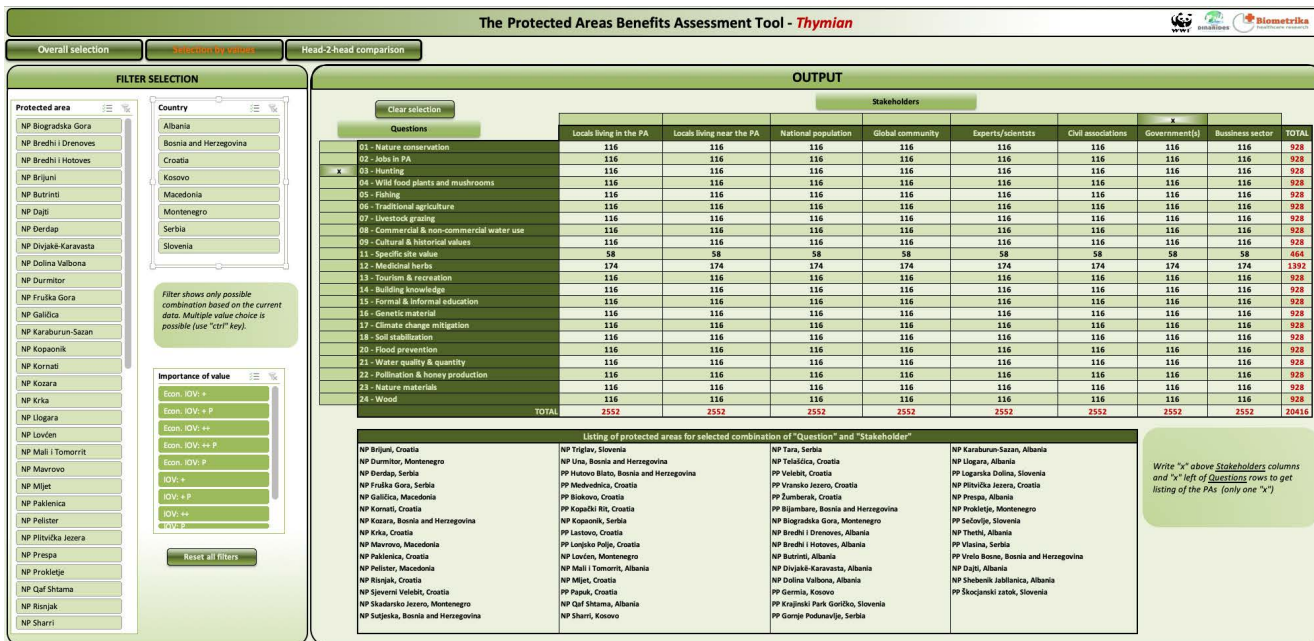 The Protected Areas Benefits Assessment Tool - Thymian
WWF
DINARIDES
Biometrika
healthcare research
Overall selection
Selection by values
Head-2-head comparison
FILTER SELECTION
Protected area
NP Biogradska Gora
NP Bredhi i Drenoves
NP Bredhi i Hotoves
NP Brijuni
NP Butrinti
NP Dajti
NP Đerdap
NP Divjakë-Karavasta
NP Dolina Valbona
NP Durmitor
NP Fruška Gora
NP Galičica
NP Karaburun-Sazan
NP Kopaonik
NP Kornati
NP Kozara
NP Krka
NP Llogara
NP Lovćen
NP Mali i Tomorrit
NP Mavrovo
NP Mljet
NP Paklenica
NP Pelister
NP Plitvička Jezera
NP Prespa
NP Prokletje
NP Qaf Shtama
NP Risnjak
NP Sharri
Country
Albania
Bosnia and Herzegovina
Croatia
Kosovo
Macedonia
Montenegro
Serbia
Slovenia
Filter shows only possible
combination based on the current
data. Multiple value choice is
possible (use "ctrl" key).
Importance of value
Econ. IOV: +
Econ. IOV: + P
Econ. IOV: ++
Econ. IOV: ++ P
Econ. IOV: P
IOV: +
IOV: + P
IOV: ++
IOV: P
Reset all filters
OUTPUT
Clear selection
Stakeholders
x
Questions Locals living in the PA Locals living near the PA National population Global community Experts/scientsts Civil associations Government(s) Bussiness sector TOTAL
01 - Nature conservation 116 116 116 116 116 116 116 116 928
02 - Jobs in PA 116 116 116 116 116 116 116 116 928
x 03 - Hunting 116 116 116 116 116 116 116 116 928
04 - Wild food plants and mushrooms 116 116 116 116 116 116 116 116 928
05 - Fishing 116 116 116 116 116 116 116 116 928
06 - Traditional agriculture 116 116 116 116 116 116 116 116 928
07 - Livestock grazing 116 116 116 116 116 116 116 116 928
08 - Commercial & non-commercial water use 116 116 116 116 116 116 116 116 928
09 - Cultural & historical values 116 116 116 116 116 116 116 116 928
11 - Specific site value 58 58 58 58 58 58 58 58 464
12 - Medicinal herbs 174 174 174 174 174 174 174 174 1392
13 - Tourism & recreation 116 116 116 116 116 116 116 116 928
14 - Building knowledge 116 116 116 116 116 116 116 116 928
15 - Formal & informal education 116 116 116 116 116 116 116 116 928
16 - Genetic material 116 116 116 116 116 116 116 116 928
17 - Climate change mitigation 116 116 116 116 116 116 116 116 928
18 - Soil stabilization 116 116 116 116 116 116 116 116 928
20 - Flood prevention 116 116 116 116 116 116 116 116 928
21 - Water quality & quantity 116 116 116 116 116 116 116 116 928
22 - Pollination & honey production 116 116 116 116 116 116 116 116 928
23 - Nature materials 116 116 116 116 116 116 116 116 928
24 - Wood 116 116 116 116 116 116 116 116 928
TOTAL 2552 2552 2552 2552 2552 2552 2552 2552 20416
Listing of protected areas for selected combination of "Question" and "Stakeholder"
NP Brijuni, Croatia NP Triglav, Slovenia NP Tara, Serbia NP Karaburun-Sazan, Albania
NP Durmitor, Montenegro NP Una, Bosnia and Herzegovina NP Telašćica, Croatia NP Llogara, Albania
NP Đerdap, Serbia PP Hutovo Blato, Bosnia and Herzegovina PP Velebit, Croatia PP Logarska Dolina, Slovenia
NP Fruška Gora, Serbia PP Medvednica, Croatia PP Vransko Jezero, Croatia NP Plitvička Jezera, Croatia
NP Galičica, Macedonia PP Biokovo, Croatia PP Žumberak, Croatia NP Prespa, Albania
NP Kornati, Croatia PP Kopački Rit, Croatia PP Bijambare, Bosnia and Herzegovina NP Prokletje, Montenegro
NP Kozara, Bosnia and Herzegovina NP Kopaonik, Serbia NP Biogradska Gora, Montenegro PP Sečovlje, Slovenia
NP Krka, Croatia PP Lastovo, Croatia NP Bredhi i Drenoves, Albania NP Thethi, Albania
NP Mavrovo, Macedonia PP Lonjsko Polje, Croatia NP Bredhi i Hotoves, Albania PP Vlasina, Serbia
NP Paklenica, Croatia NP Lovćen, Montenegro NP Butrinti, Albania PP Vrelo Bosne, Bosnia and Herzegovina
NP Pelister, Macedonia NP Mali i Tomorrit, Albania NP Divjakë-Karavasta, Albania NP Dajti, Albania
NP Risnjak, Croatia NP Mljet, Croatia NP Dolina Valbona, Albania NP Shebenik Jabllanica, Albania
NP Sjeverni Velebit, Croatia PP Papuk, Croatia PP Germia, Kosovo PP Škocjanski zatok, Slovenia
NP Skadarsko Jezero, Montenegro NP Qaf Shtama, Albania PP Krajinski Park Goričko, Slovenia
NP Sutjeska, Bosnia and Herzegovina NP Sharri, Kosovo PP Gornje Podunavlje, Serbia
Write "x" above Stakeholders columns
and "x" left of Questions rows to get
listing of the PAs (only one "x")